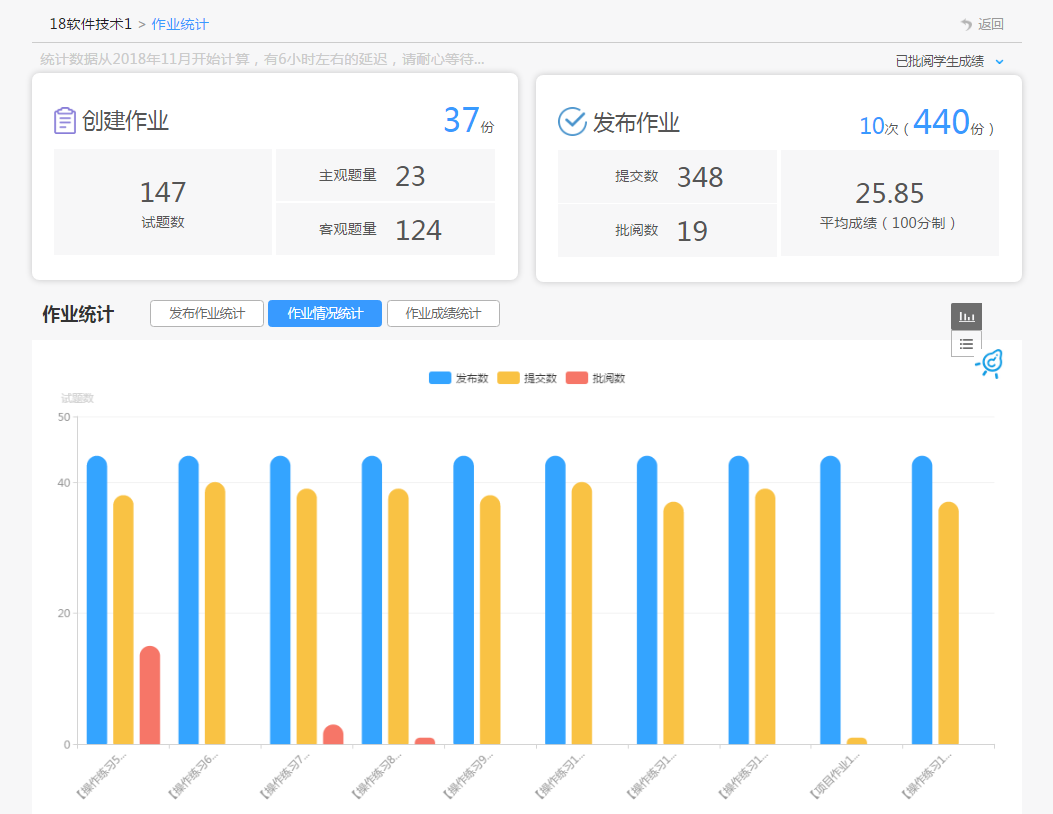 18软件技术1 > 作业统计
返回
统计数据从2018年11月开始计算，有6小时左右的延迟，请耐心等待...
已批阅学生成绩
创建作业
37份
147
试题数
主观题量 23
客观题量 124
发布作业
10次（440份）
提交数 348
批阅数 19
25.85
平均成绩（100分制）
作业统计
发布作业统计
作业情况统计
作业成绩统计
发布数
提交数
批阅数
试题数
50
40
20
0
【操作练习5...
【操作练习6...
【操作练习7...
【操作练习8...
【操作练习9...
【操作练习1...
【操作练习1...
【操作练习1...
【项目作业1...
【操作练习1...